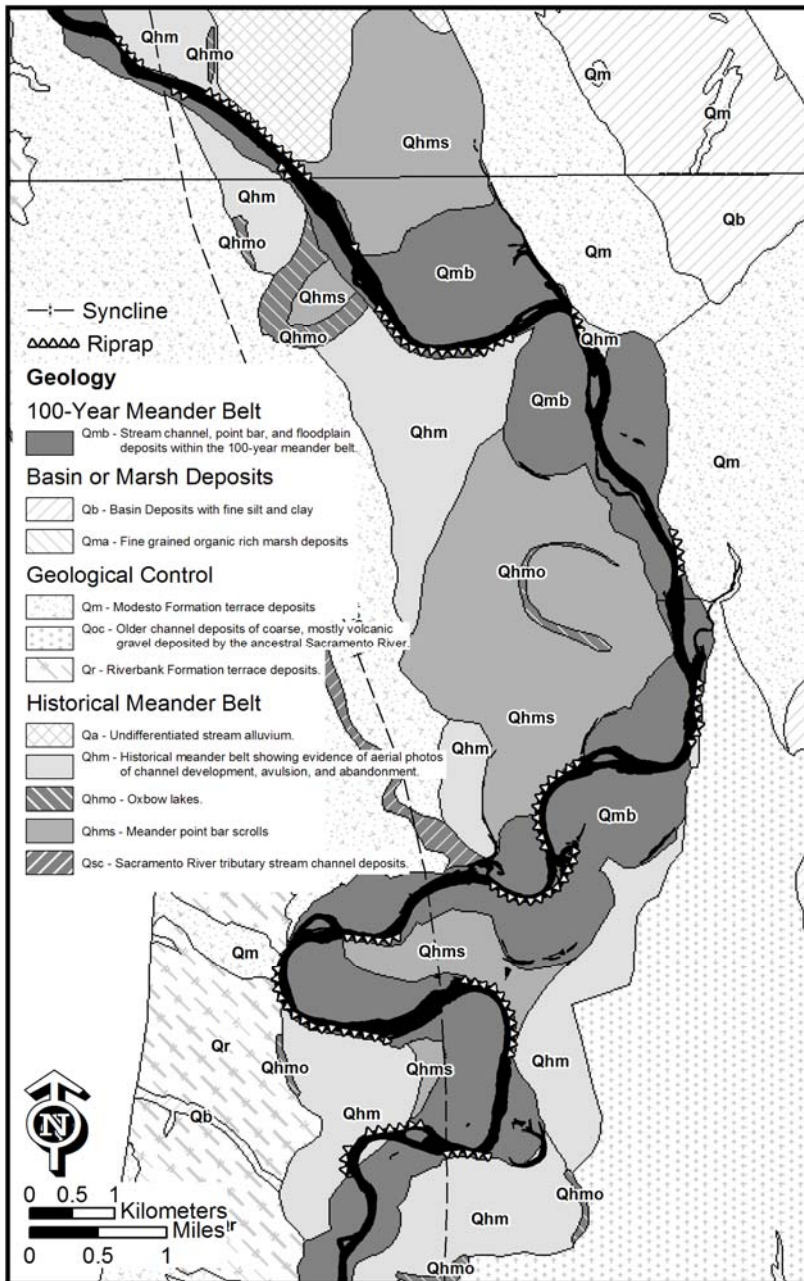 Qhm
Qhmo
Qm
Qm
Qhms
Qhm
Qb
Qhmo
Qmb
Qm
Qhms
Qhmo
Qhm
Syncline
Riprap
Geology
100-Year Meander Belt
Qmb - Stream channel, point bar, and floodplain
deposits within the 100-year meander belt.
Basin or Marsh Deposits
Qb - Basin Deposits with fine silt and clay
Qma - Fine grained organic rich marsh deposits
Geological Control
Qm - Modesto Formation terrace deposits
Qoc - Older channel deposits of coarse, mostly volcanic
gravel deposited by the ancestral Sacramento River.
Qr - Riverbank Formation terrace deposits.
Historical Meander Belt
Qa - Undifferentiated stream alluvium.
Qhm - Historical meander belt showing evidence of aerial photos
of channel development, avulsion, and abandonment.
Qhmo - Oxbow lakes.
Qhms - Meander point bar scrolls
Qsc - Sacramento River tributary stream channel deposits.
Qmb
Qhm
Qm
Qhmo
Qhms
Qhm
Qmb
Qm
Qhms
Qr
Qhmo
Qhms
Qhm
Qhm
Qb
N
Qhmo
Qhm
Qhmo
0 0.5 1
Kilometers
Miles
0 0.5 1